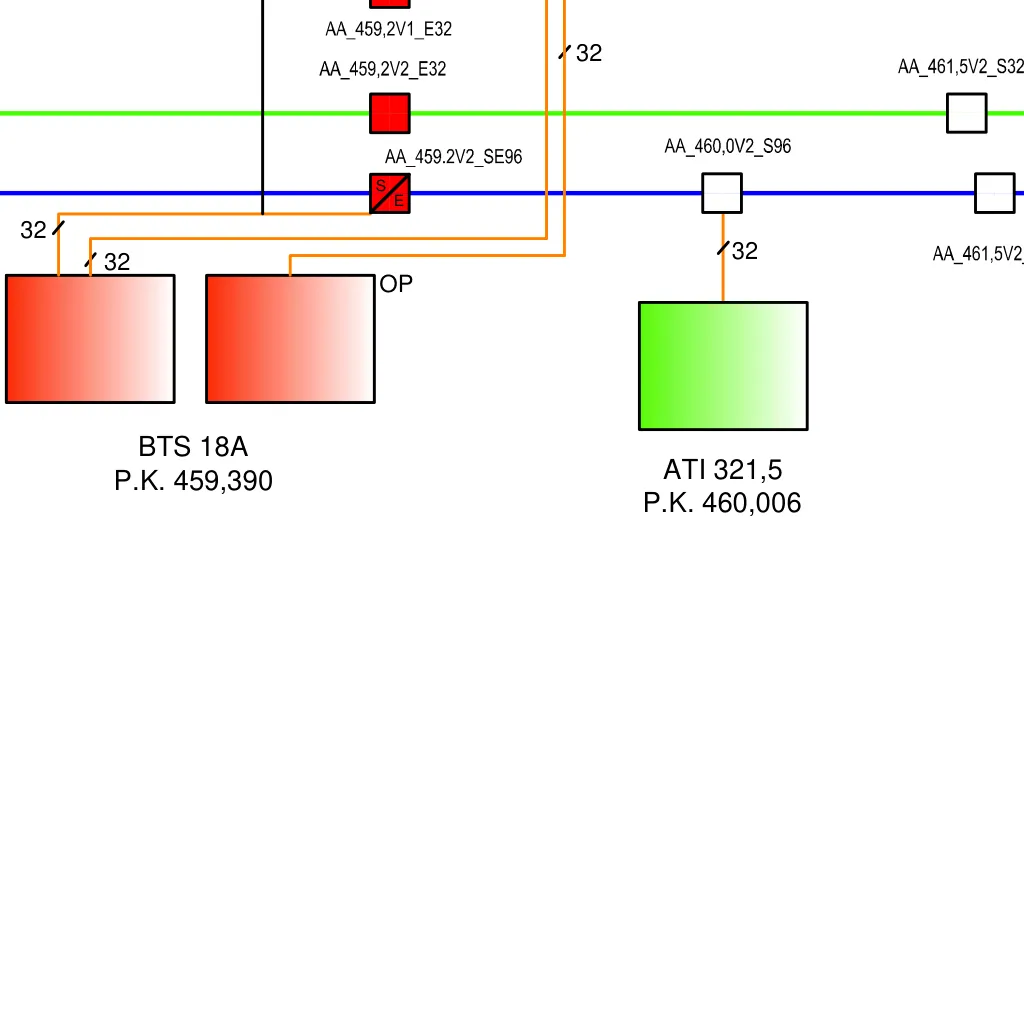 AA_459,2V1_E32
32
AA_459,2V2_E32
AA_461,5V2_S32
AA_460,0V2_S96
AA_459.2V2_SE96
S
E
32
32
32
AA_461,5V2_
OP
BTS 18A
P.K. 459,390
ATI 321,5
P.K. 460,006